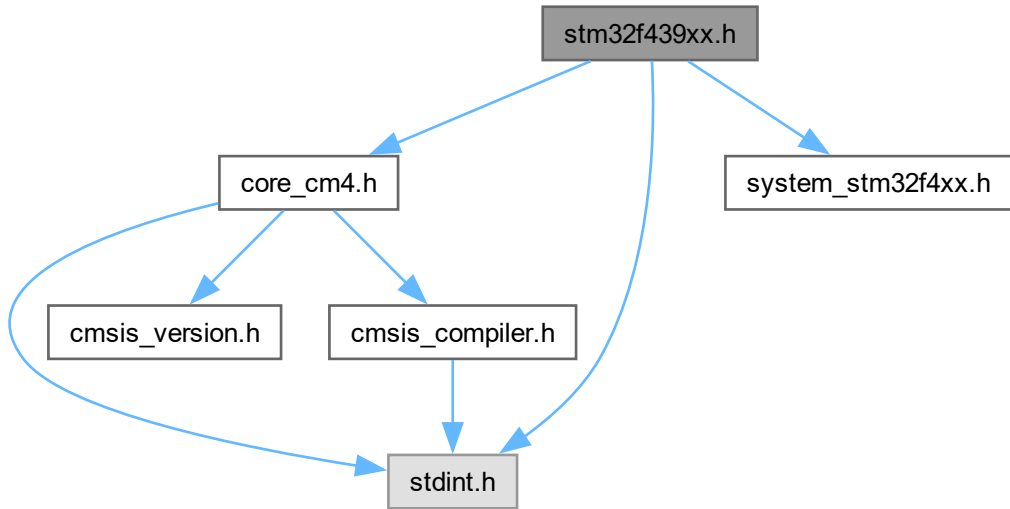 stm32f439xx.h
core_cm4.h
system_stm32f4xx.h
cmsis_version.h
cmsis_compiler.h
stdint.h